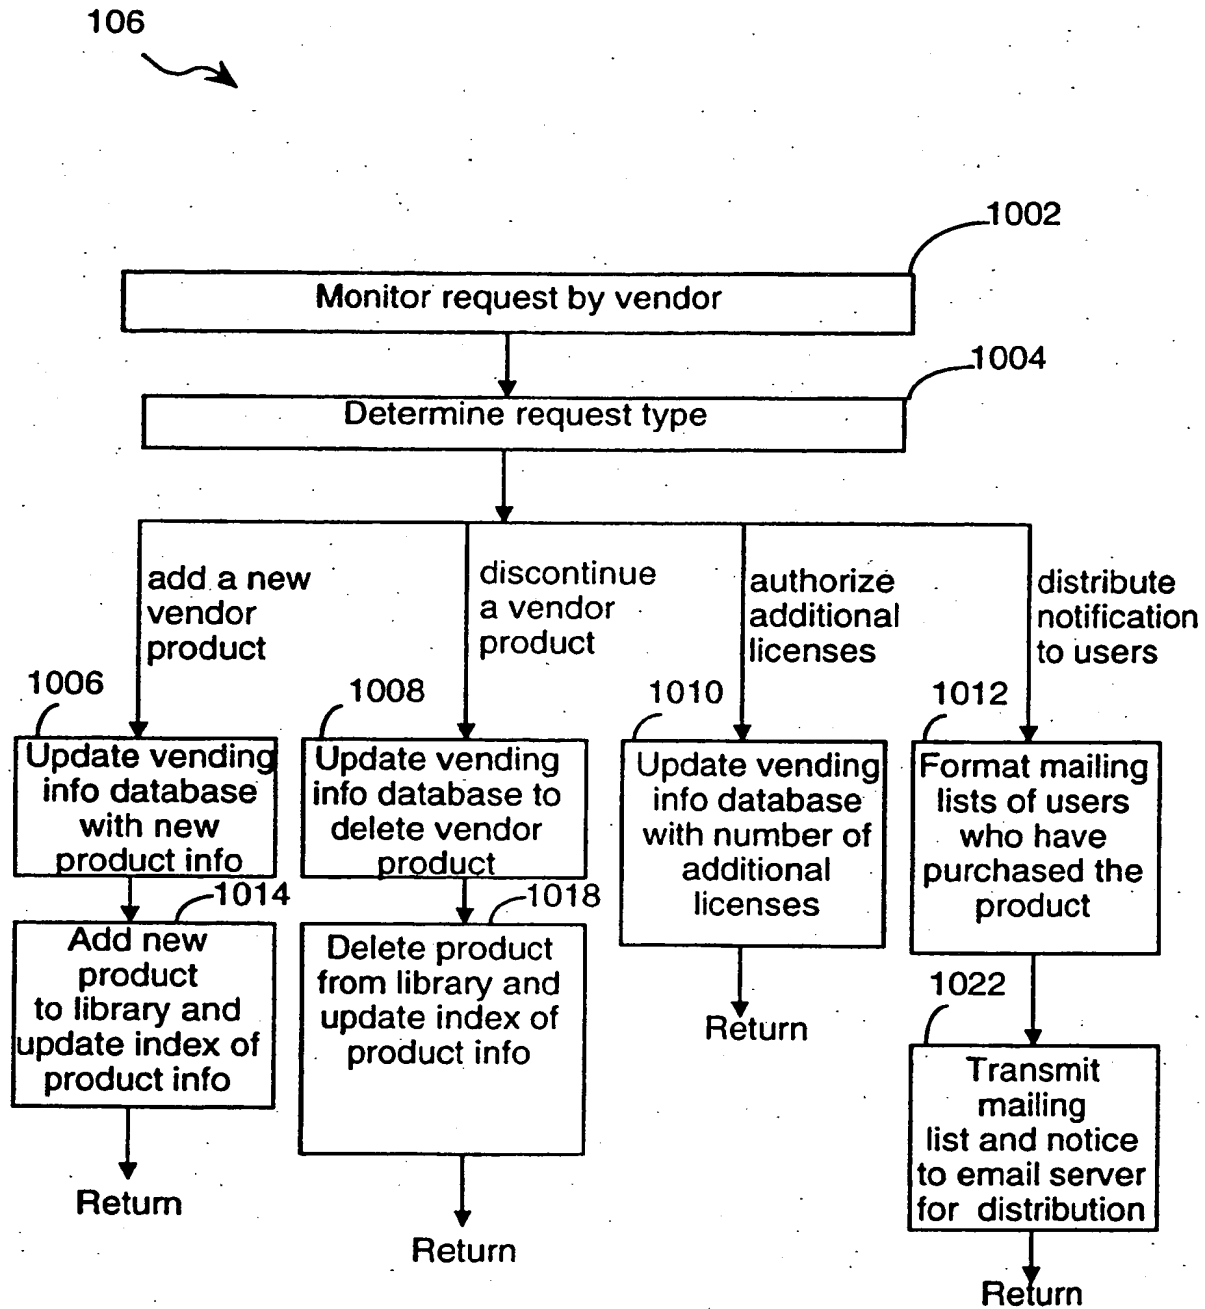 106
1002
Monitor request by vendor
1004
Determine request type
add a new
vendor
product
discontinue
a vendor
product
authorize
additional
licenses
distribute
notification
to users
1006
Update vending
info database
with new
product info
1008
Update vending
info database to
delete vendor
product
1010
Update vending
info database
with number of
additional
licenses
1012
Format mailing
lists of users
who have
purchased the
product
1014
Add new
product
to library and
update index of
product info
1018
Delete product
from library and
update index of
product info
1022
Transmit
mailing
list and notice
to email server
for distribution
Return
Return
Return
Return